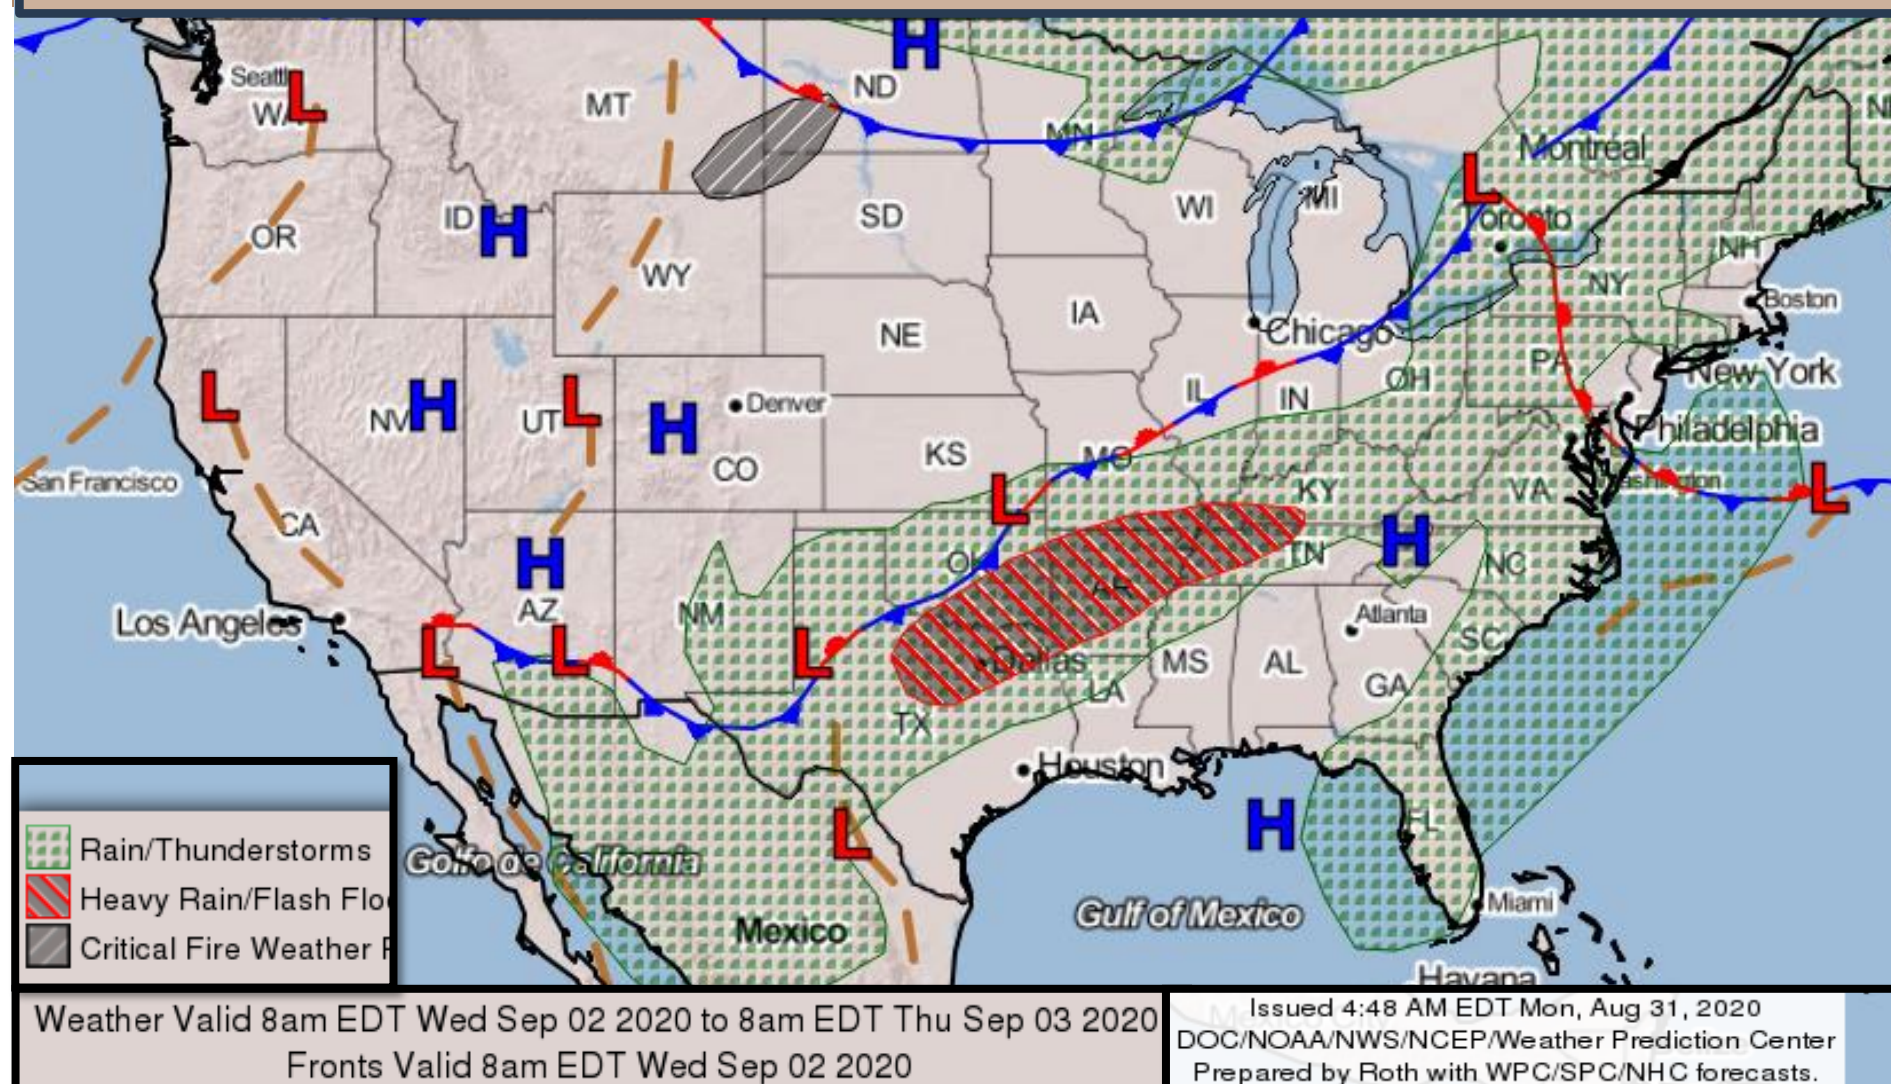 H
ND
Seattl
L
WA
MT
MN
Montreal
L
WI
MI
Toronto
ID
H
SD
OR
NH
WY
NY
Boston
IA
NE
Chicago
PA
New York
L
NV
H
UT
L
H
Denver
IL
IN
OH
Philadelphia
KS
MO
CO
San Francisco
L
KY
VA
Washington
L
CA
H
OK
TN
NC
H
AR
AZ
NM
Los Angeles
Atlanta
SC
L
L
L
Dallas
MS
AL
GA
LA
TX
Houston
H
FL
L
Golfo de California
Miami
Gulf of Mexico
Mexico
Havana
Rain/Thunderstorms
Heavy Rain/Flash Flo
Critical Fire Weather
Weather Valid 8am EDT Wed Sep 02 2020 to 8am EDT Thu Sep 03 2020
Fronts Valid 8am EDT Wed Sep 02 2020
Issued 4:48 AM EDT Mon, Aug 31, 2020
DOC/NOAA/NWS/NCEP/Weather Prediction Center
Prepared by Roth with WPC/SPC/NHC forecasts.